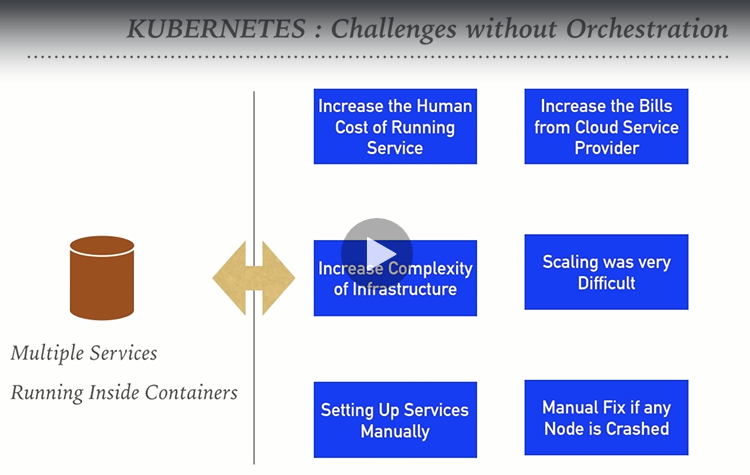 KUBERNETES : Challenges without Orchestration
Increase the Human
Cost of Running
Service
Increase the Bills
from Cloud Service
Provider
Increase Complexity
of Infrastructure
Scaling was very
Difficult
Multiple Services
Running Inside Containers
Setting Up Services
Manually
Manual Fix if any
Node is Crashed